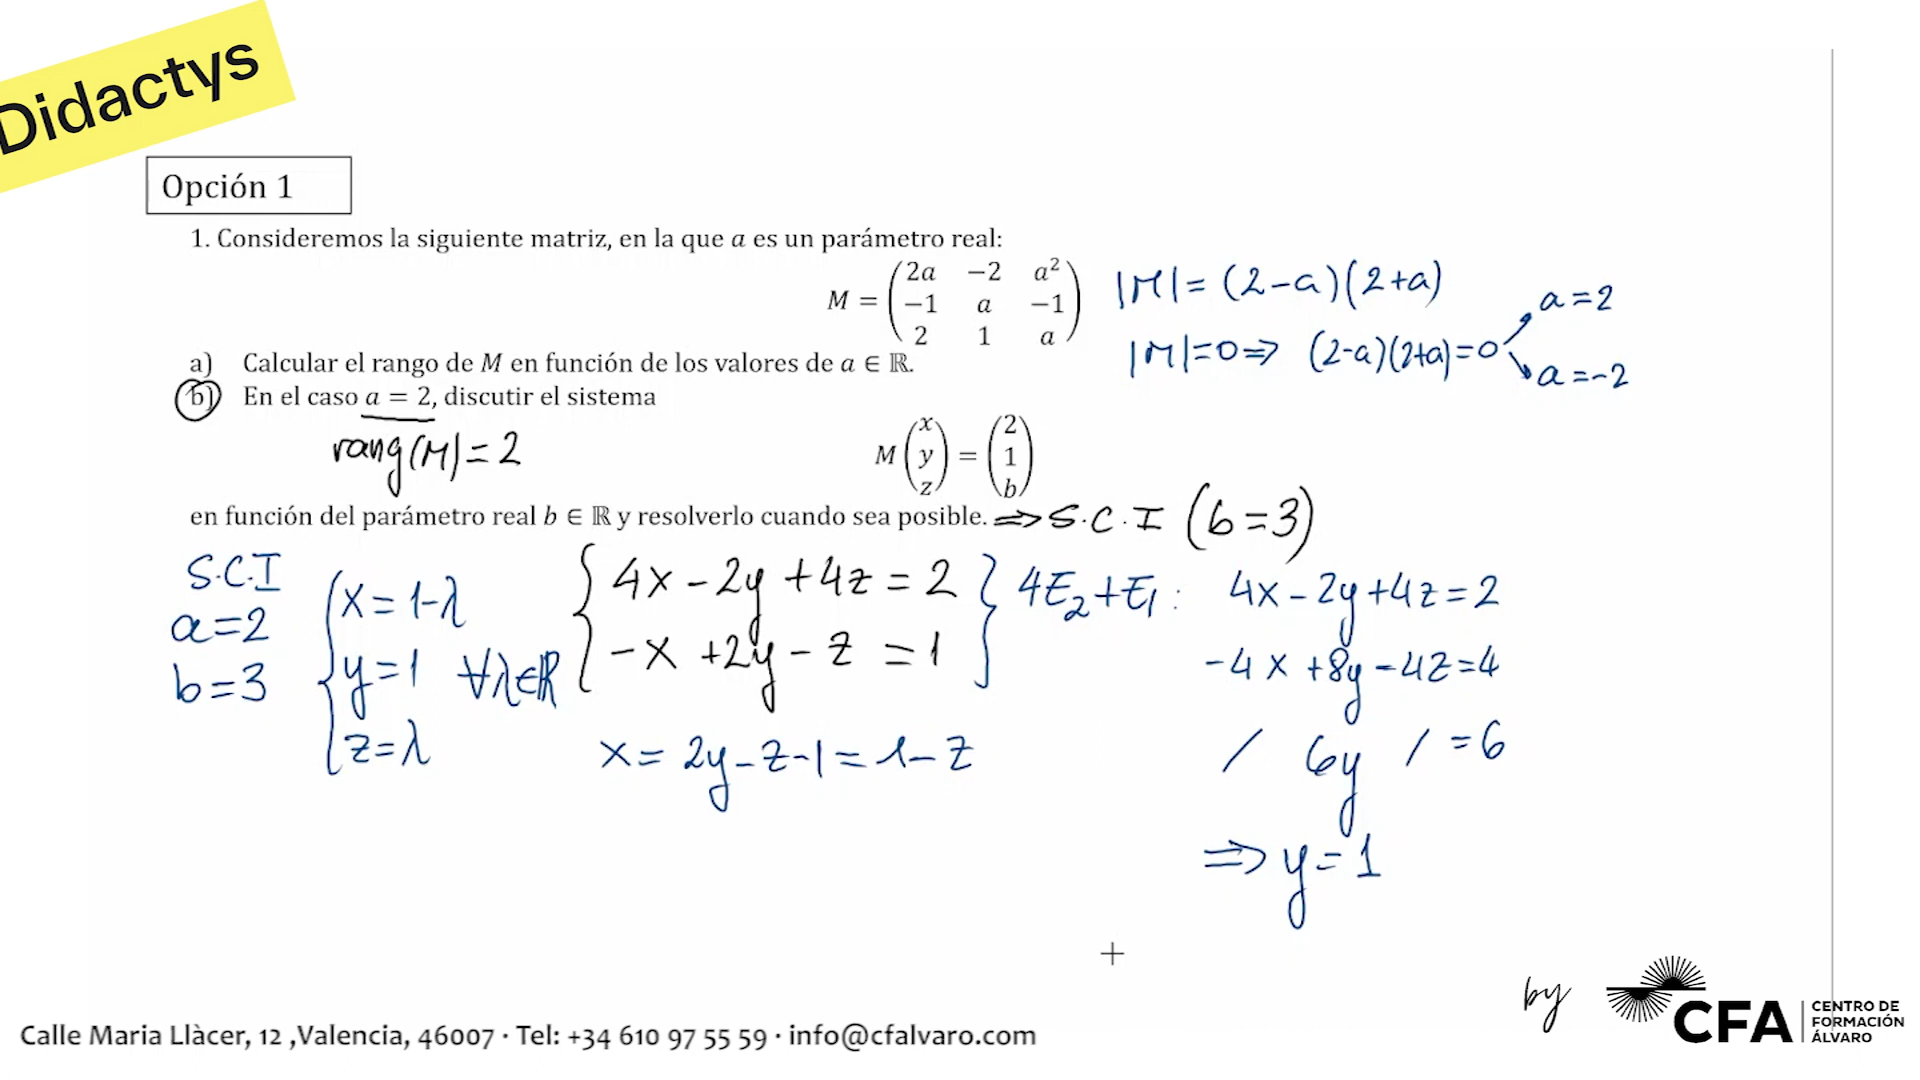 Didactys
Opción 1
1. Consideremos la siguiente matriz, en la que a es un parámetro real:
M = (2a −2 a²
−1 a −1
2 1 a)
|M| = (2-a)(2+a)
|M|=0 ⇒ (2-a)(2+a)=0
a=2
a=-2
a) Calcular el rango de M en función de los valores de a ∈ ℝ.
b) En el caso a = 2, discutir el sistema
rang(M)=2
M (x y z) = (2 1 b)
en función del parámetro real b ∈ ℝ y resolverlo cuando sea posible. ⇒ S.C.I (b=3)
S.C.I
a=2
b=3
{ x=1-λ
y=1 ∀λ∈ℝ
z=λ
{ 4x-2y+4z=2
-x+2y-z=1 }
x=2y-z-1=1-z
4E₂+E₁:
4x-2y+4z=2
-4x+8y-4z=4
/ 6y / =6
⇒ y=1
by
CFA
CENTRO DE
FORMACIÓN
ÁLVARO
Calle Maria Llàcer, 12 ,Valencia, 46007 · Tel: +34 610 97 55 59 · info@cfalvaro.com